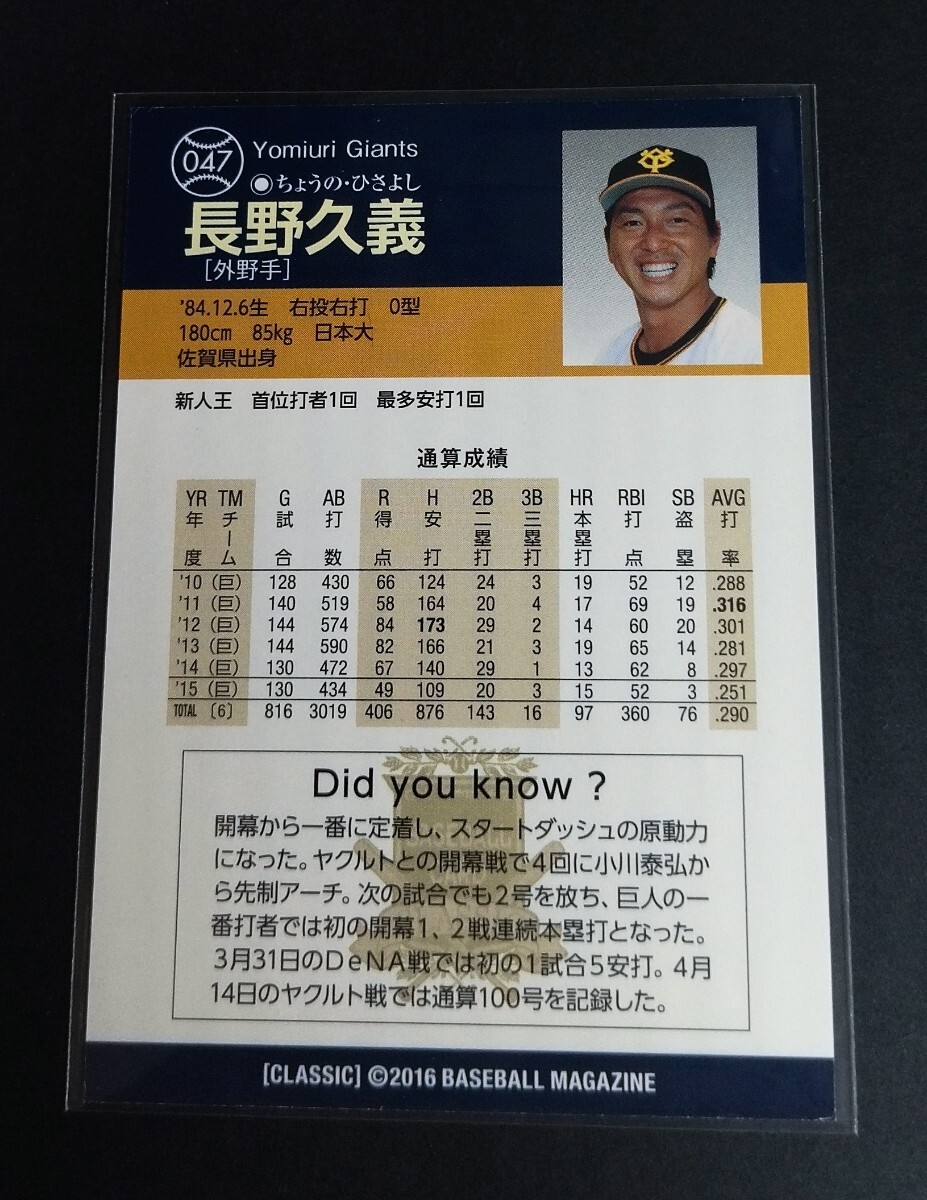 047
Yomiuri Giants
◉ちょうの・ひさよし
長野久義
［外野手］
'84.12.6生　右投右打　O型
180cm　85kg　日本大
佐賀県出身
新人王　首位打者1回　最多安打1回
通算成績
YR TM G AB R H 2B 3B HR RBI SB AVG
年度 チーム 試合 打数 得点 安打 二塁打 三塁打 本塁打 打点 盗塁 打率
'10 (巨) 128 430 66 124 24 3 19 52 12 .288
'11 (巨) 140 519 58 164 20 4 17 69 19 .316
'12 (巨) 144 574 84 173 29 2 14 60 20 .301
'13 (巨) 144 590 82 166 21 3 19 65 14 .281
'14 (巨) 130 472 67 140 29 1 13 62 8 .297
'15 (巨) 130 434 49 109 20 3 15 52 3 .251
TOTAL 〔6〕 816 3019 406 876 143 16 97 360 76 .290
Did you know ?
開幕から一番に定着し、スタートダッシュの原動力
になった。ヤクルトとの開幕戦で4回に小川泰弘か
ら先制アーチ。次の試合でも2号を放ち、巨人の一
番打者では初の開幕1、2戦連続本塁打となった。
3月31日のDeNA戦では初の1試合5安打。4月
14日のヤクルト戦では通算100号を記録した。
[CLASSIC] ©2016 BASEBALL MAGAZINE